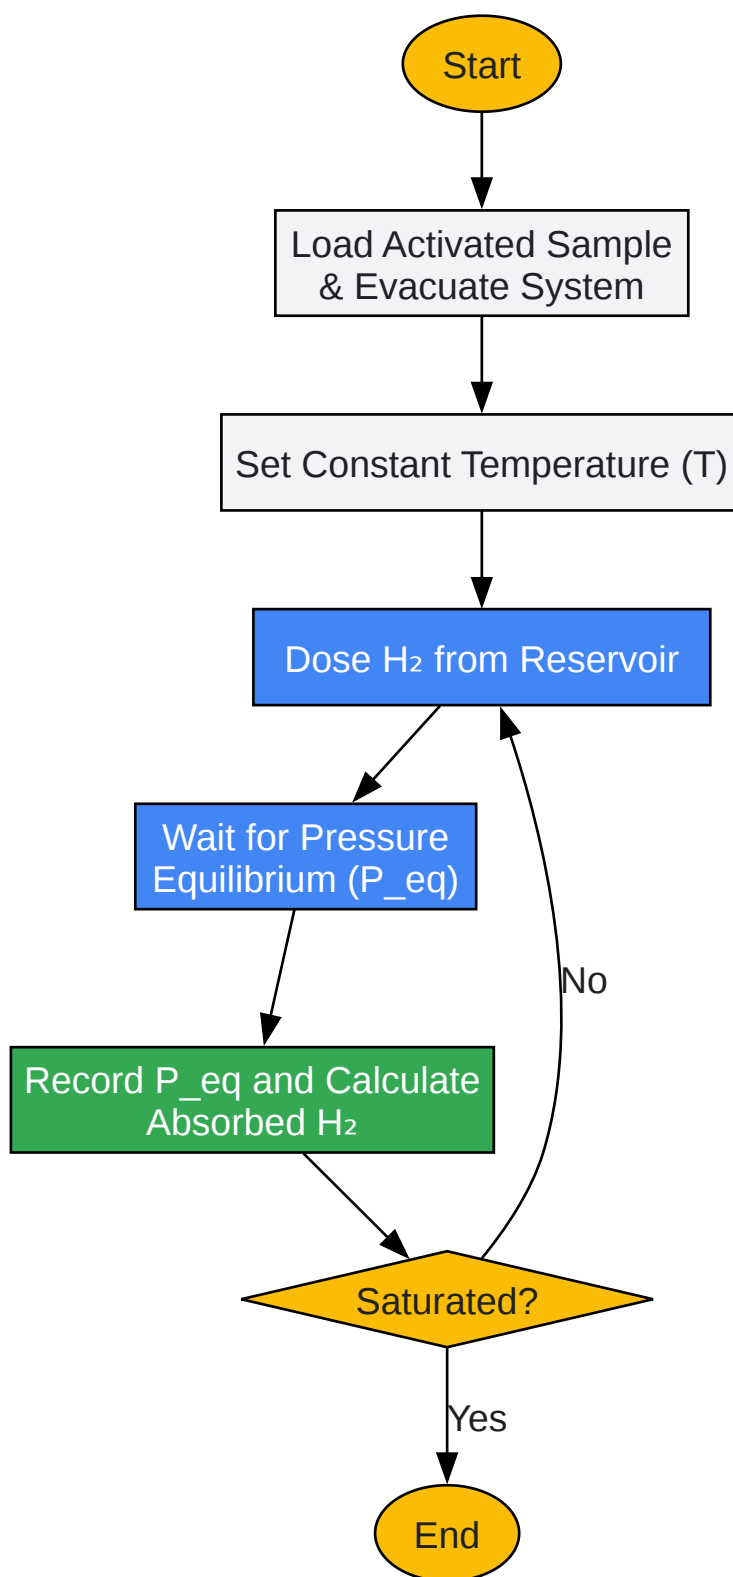 Start
Load Activated Sample
& Evacuate System
Set Constant Temperature (T)
Dose H₂ from Reservoir
Wait for Pressure
Equilibrium (P_eq)
No
Record P_eq and Calculate
Absorbed H₂
Saturated?
Yes
End